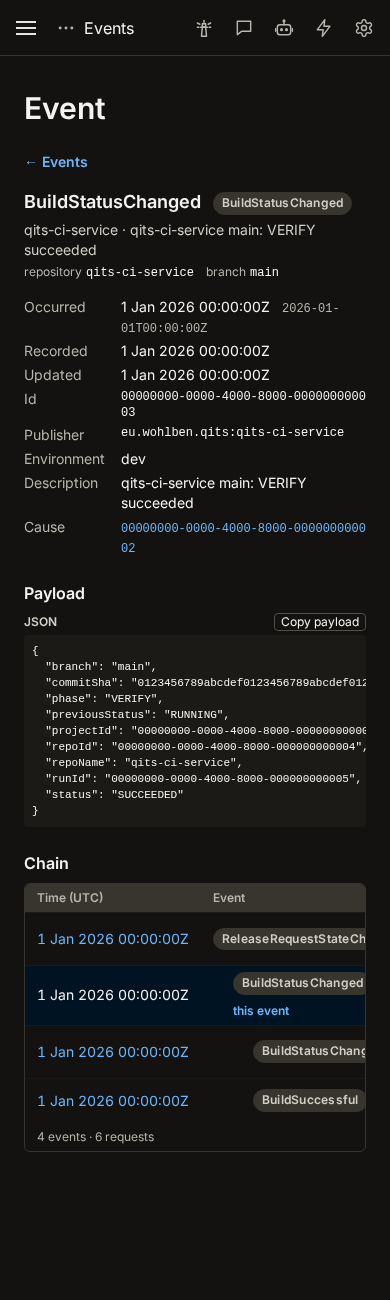 Events
Event
← Events
BuildStatusChanged BuildStatusChanged
qits-ci-service · qits-ci-service main: VERIFY
succeeded
repository qits-ci-service branch main
Occurred 1 Jan 2026 00:00:00Z 2026-01-
01T00:00:00Z
Recorded 1 Jan 2026 00:00:00Z
Updated 1 Jan 2026 00:00:00Z
Id 00000000-0000-4000-8000-0000000000
03
Publisher eu.wohlben.qits:qits-ci-service
Environment dev
Description qits-ci-service main: VERIFY
succeeded
Cause 00000000-0000-4000-8000-0000000000
02
Payload
JSON Copy payload
{
"branch": "main",
"commitSha": "0123456789abcdef0123456789abcdef012
"phase": "VERIFY",
"previousStatus": "RUNNING",
"projectId": "00000000-0000-4000-8000-00000000000
"repoId": "00000000-0000-4000-8000-000000000004",
"repoName": "qits-ci-service",
"runId": "00000000-0000-4000-8000-000000000005",
"status": "SUCCEEDED"
}
Chain
Time (UTC) Event
1 Jan 2026 00:00:00Z ReleaseRequestStateCh
1 Jan 2026 00:00:00Z BuildStatusChanged
this event
1 Jan 2026 00:00:00Z BuildStatusChang
1 Jan 2026 00:00:00Z BuildSuccessful
4 events · 6 requests